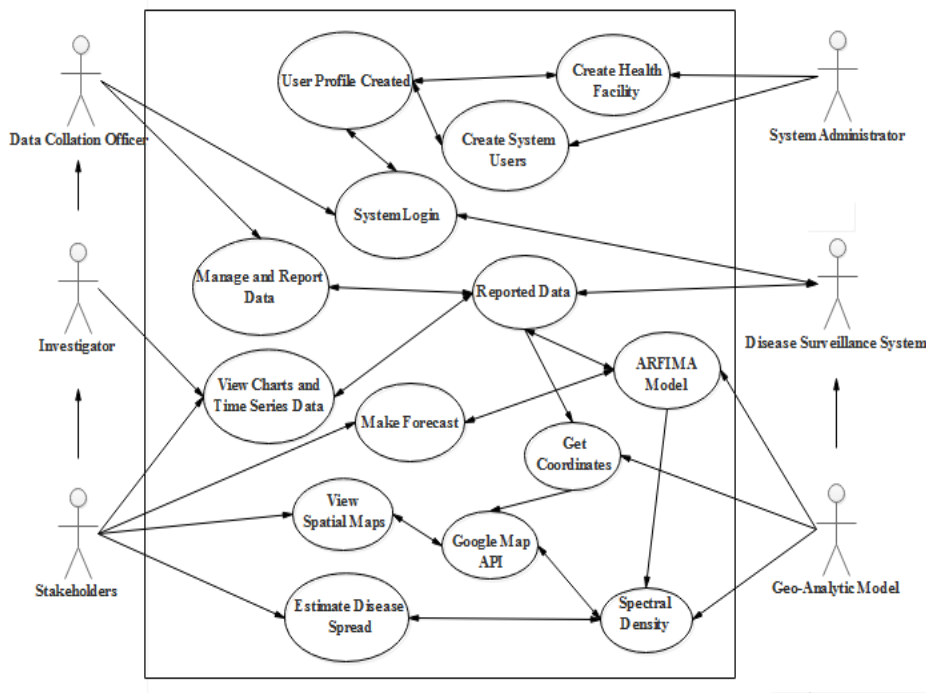 User Profile Created
Create Health
Facility
Data Collation Officer
System Administrator
Create System
Users
System Login
Manage and Report
Data
Reported Data
Investigator
Disease Surveillance System
View Charts and
Time Series Data
ARFIMA
Model
Make Forecast
Get
Coordinates
View
Spatial Maps
Google Map
API
Stakeholders
Geo-Analytic Model
Estimate Disease
Spread
Spectral
Density